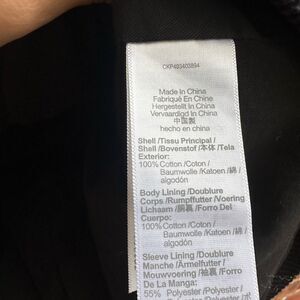 CKP493403894
Made In China
Fabriqué En Chine
Hergestellt In China
Vervaardigd In China
中国製
hecho en china
Shell /Tissu Principal /
Shell /Bovenstof /本体 /Tela
Exterior:
100% Cotton /Coton /
Baumwolle /Katoen /綿 /
algodón
Body Lining /Doublure
Corps /Rumpffutter /Voering
Lichaam /胴裏 /Forro Del
Cuerpo:
100% Cotton /Coton /
Baumwolle /Katoen /綿 /
algodón
Sleeve Lining /Doublure
Manche /Ärmelfutter /
Mouwvoering /袖裏 /Forro
De La Manga:
55% Polyester /Polyester /